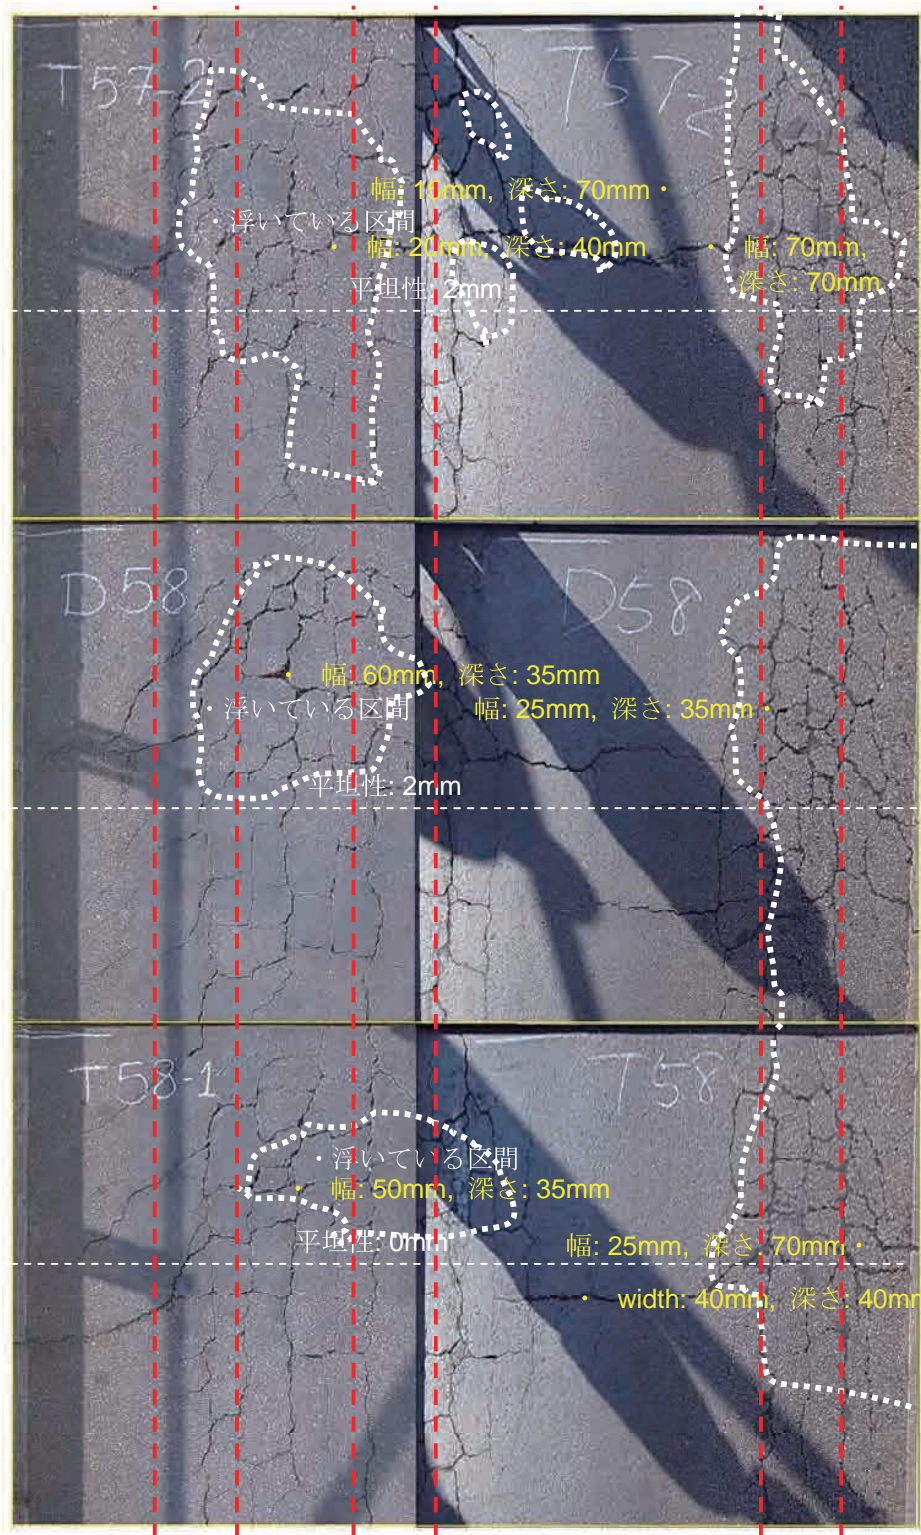 T57-2
T57-2
幅: 15mm, 深さ: 70mm・
・浮いている区間
・幅: 20mm, 深さ: 40mm
・幅: 70mm,
深さ: 70mm
平坦性: 2mm
D58
D58
・幅: 60mm, 深さ: 35mm
・浮いている区間
幅: 25mm, 深さ: 35mm・
平坦性: 2mm
T58-1
T58
・浮いている区間
・幅: 50mm, 深さ: 35mm
平坦性: 0mm
幅: 25mm, 深さ: 70mm・
・width: 40mm, 深さ: 40mm